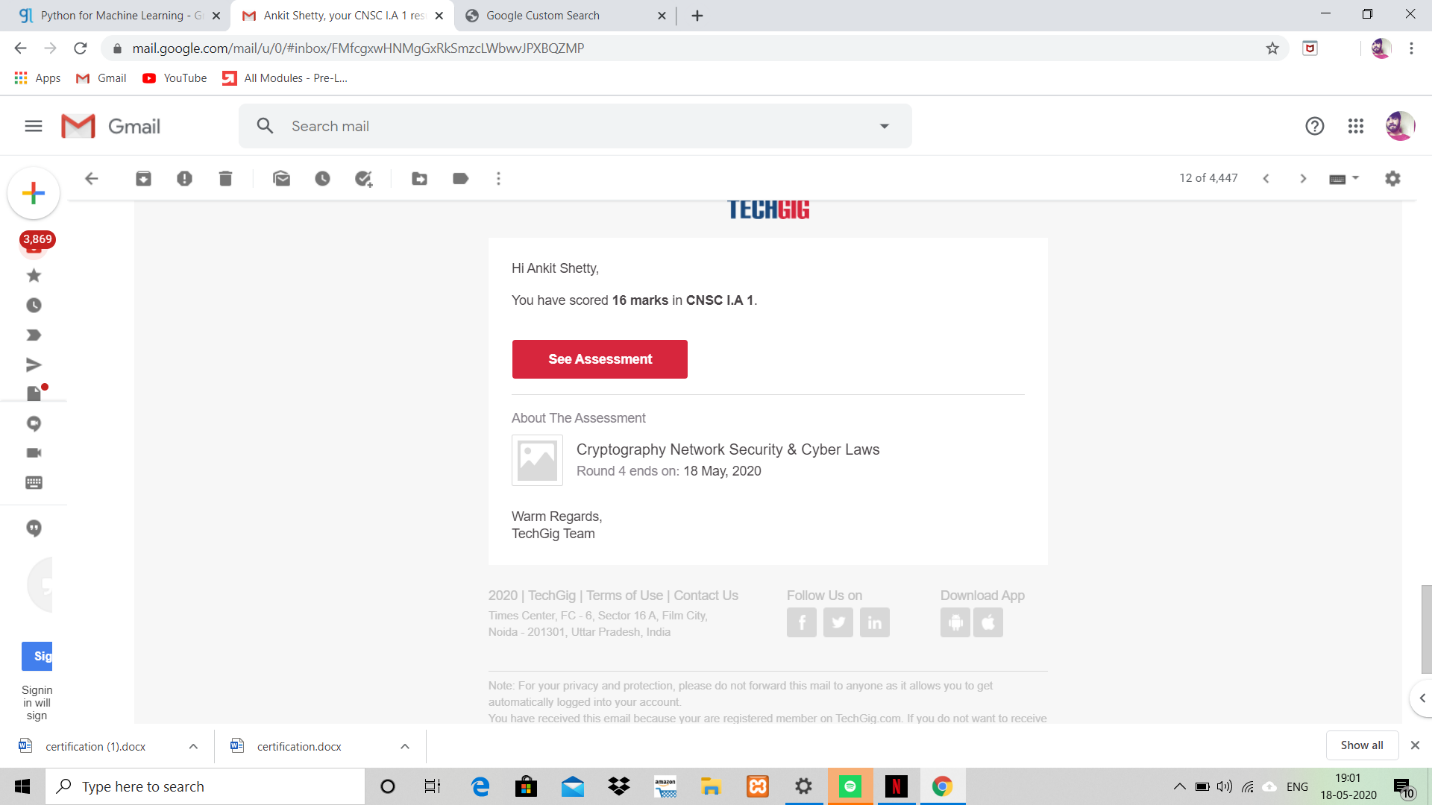 Python for Machine Learning - G
Ankit Shetty, your CNSC I.A 1 res
Google Custom Search
mail.google.com/mail/u/0/#inbox/FMfcgxwHNMgGxRkSmzcLWbwvJPXBQZMP
Apps
Gmail
YouTube
All Modules - Pre-L...
Gmail
Search mail
12 of 4,447
3,869
TECHGIG
Hi Ankit Shetty,
You have scored 16 marks in CNSC I.A 1.
See Assessment
About The Assessment
Cryptography Network Security & Cyber Laws
Round 4 ends on: 18 May, 2020
Warm Regards,
TechGig Team
2020 | TechGig | Terms of Use | Contact Us
Times Center, FC - 6, Sector 16 A, Film City,
Noida - 201301, Uttar Pradesh, India
Follow Us on
Download App
Note: For your privacy and protection, please do not forward this mail to anyone as it allows you to get
automatically logged into your account.
You have received this email because your are registered member on TechGig.com. If you do not want to receive
Sig
Signin
in will
sign
certification (1).docx
certification.docx
Show all
Type here to search
amazon
ENG
19:01
18-05-2020
10